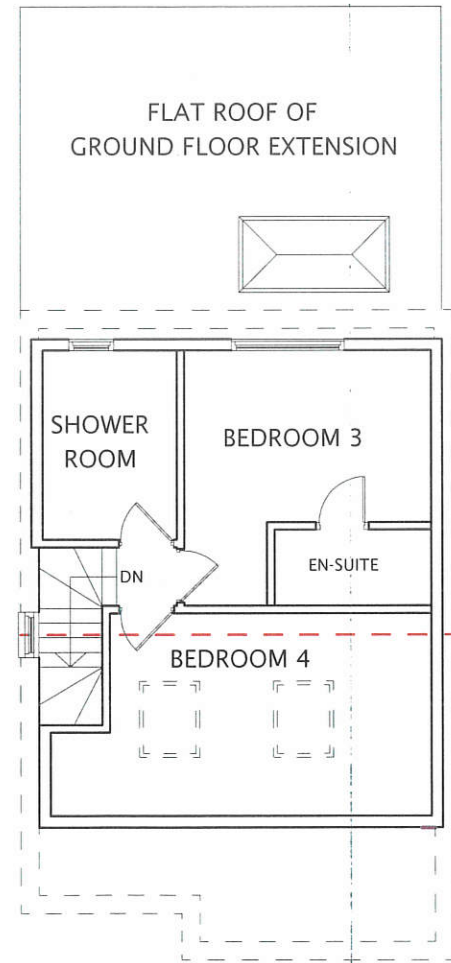 FLAT ROOF OF
GROUND FLOOR EXTENSION
SHOWER
ROOM
BEDROOM 3
EN-SUITE
DN
BEDROOM 4